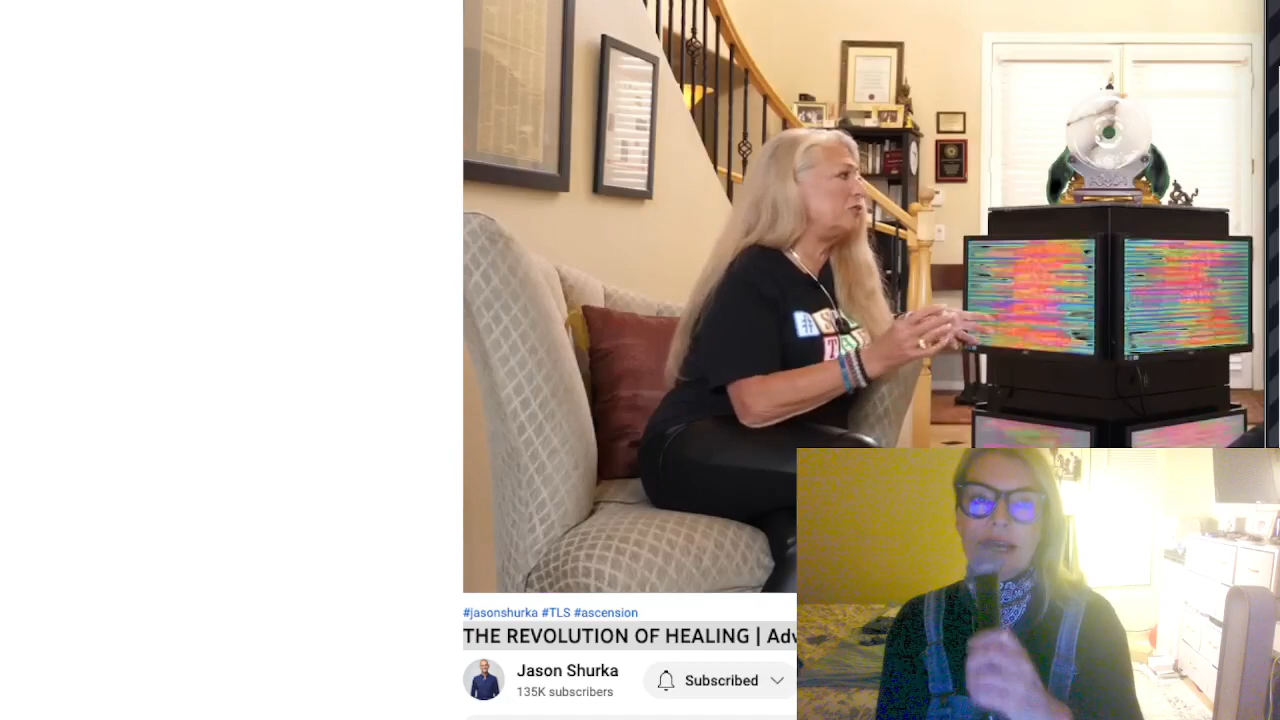 #jasonshurka #TLS #ascension
THE REVOLUTION OF HEALING | Adv
Jason Shurka
135K subscribers
Subscribed